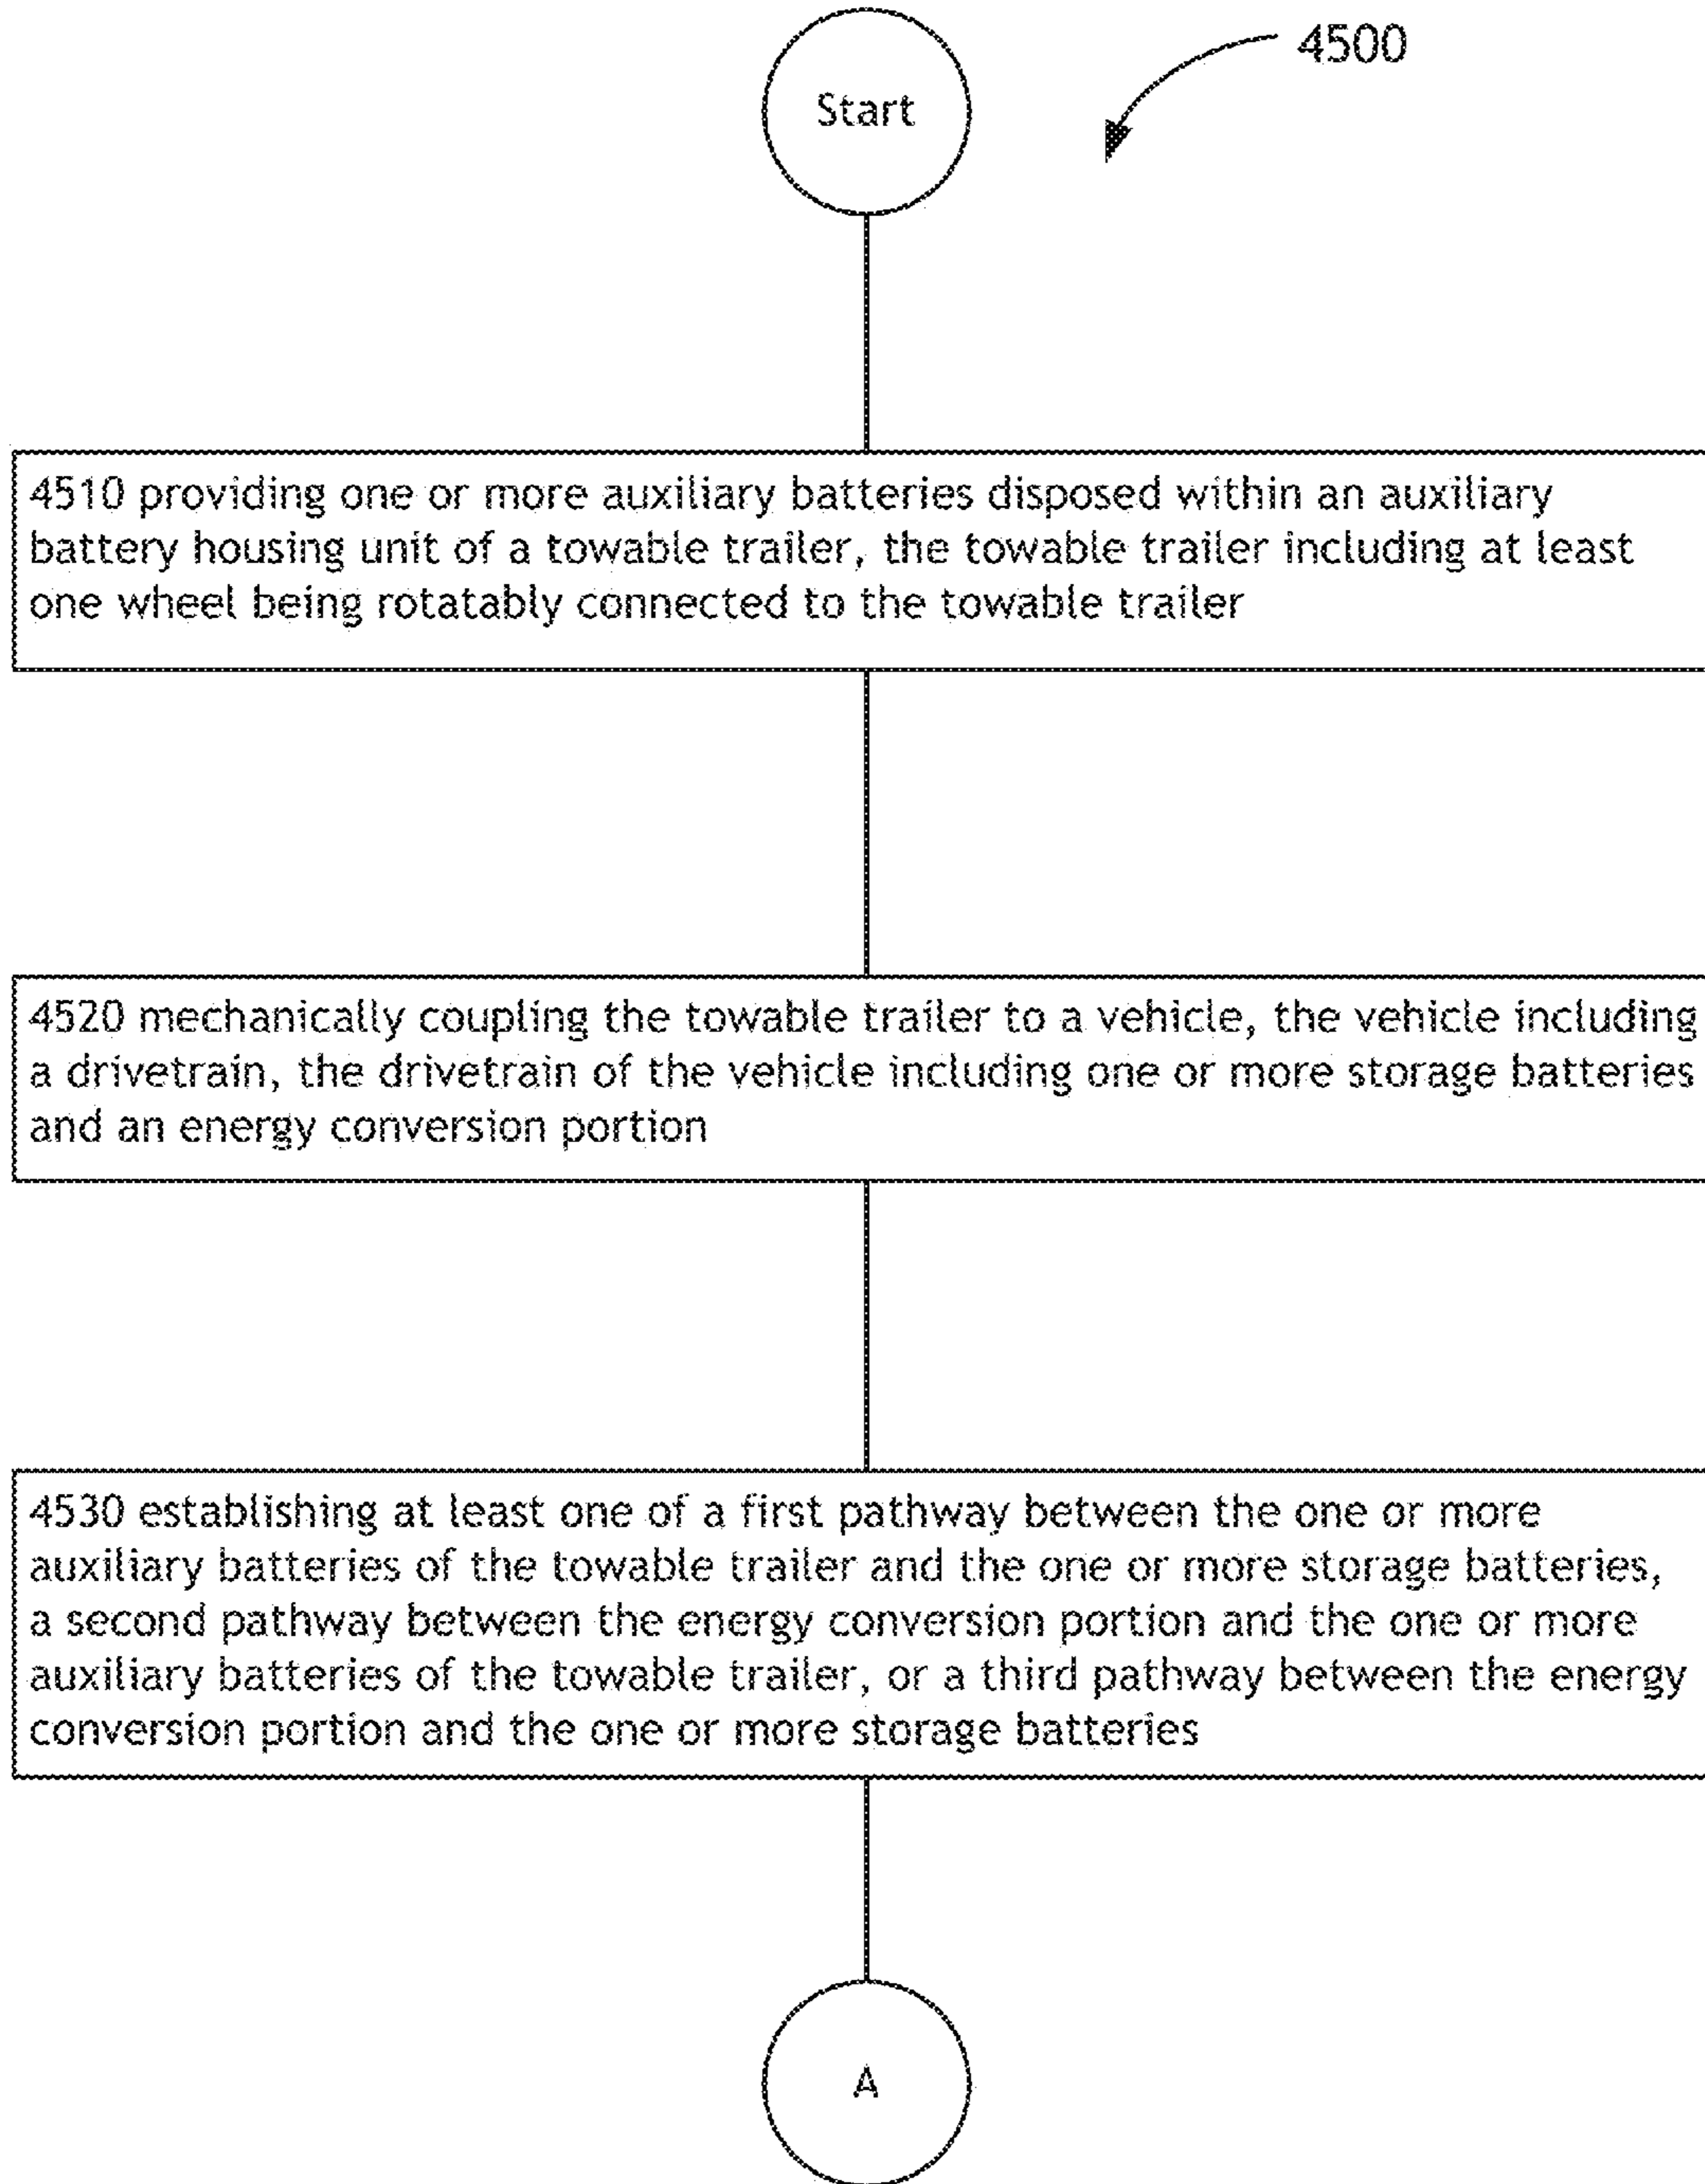 Start
4500
4510 providing one or more auxiliary batteries disposed within an auxiliary
battery housing unit of a towable trailer, the towable trailer including at least
one wheel being rotatably connected to the towable trailer
4520 mechanically coupling the towable trailer to a vehicle, the vehicle including
a drivetrain, the drivetrain of the vehicle including one or more storage batteries
and an energy conversion portion
4530 establishing at least one of a first pathway between the one or more
auxiliary batteries of the towable trailer and the one or more storage batteries,
a second pathway between the energy conversion portion and the one or more
auxiliary batteries of the towable trailer, or a third pathway between the energy
conversion portion and the one or more storage batteries
A